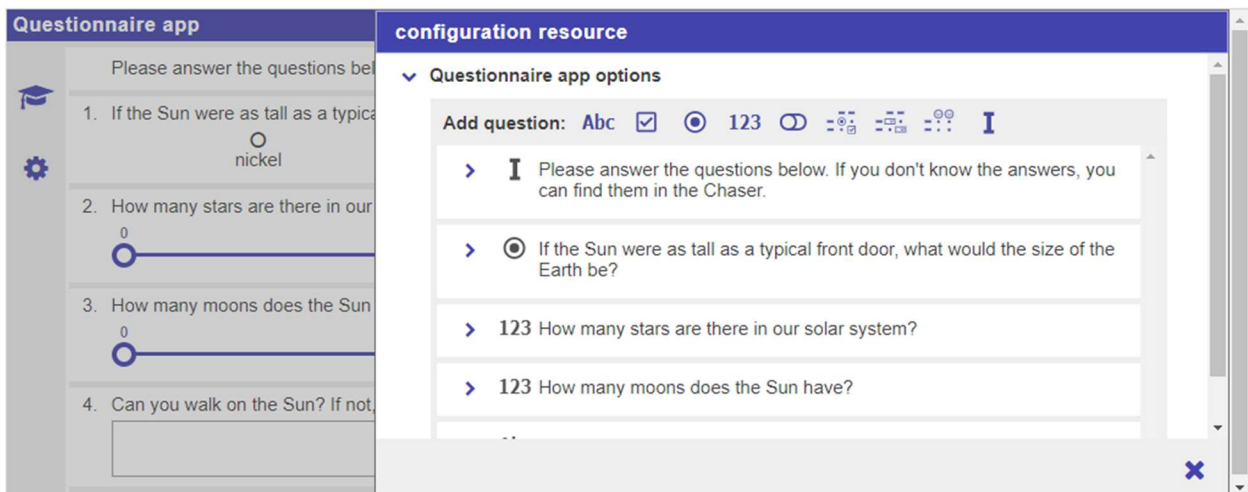 Questionnaire app
Please answer the questions bel
1. If the Sun were as tall as a typica
nickel
2. How many stars are there in our
0
3. How many moons does the Sun
0
4. Can you walk on the Sun? If not,
configuration resource
Questionnaire app options
Add question: Abc 123
Please answer the questions below. If you don't know the answers, you
can find them in the Chaser.
If the Sun were as tall as a typical front door, what would the size of the
Earth be?
123 How many stars are there in our solar system?
123 How many moons does the Sun have?